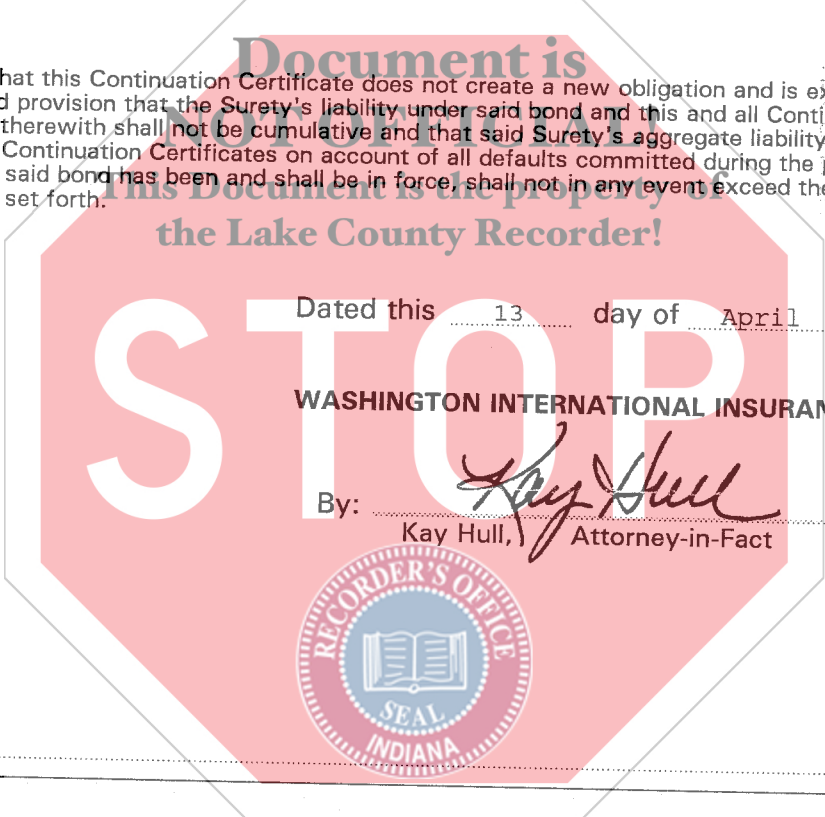 Document is
hat this Continuation Certificate does not create a new obligation and is
d provision that the Surety's liability under said bond and this and all Conti
NOT OFFICIAL
therewith shall not be cumulative and that said Surety's aggregate liability
Continuation Certificates on account of all defaults committed during the
said bond has been and shall be in force, shall not in any event exceed the
This Document is the property of
set forth.
the Lake County Recorder!
STOP
Dated this 13 day of April
WASHINGTON INTERNATIONAL INSURAN
By: Kay Hull
Kay Hull, Attorney-in-Fact
RECORDER'S OFFICE
SEAL
INDIANA